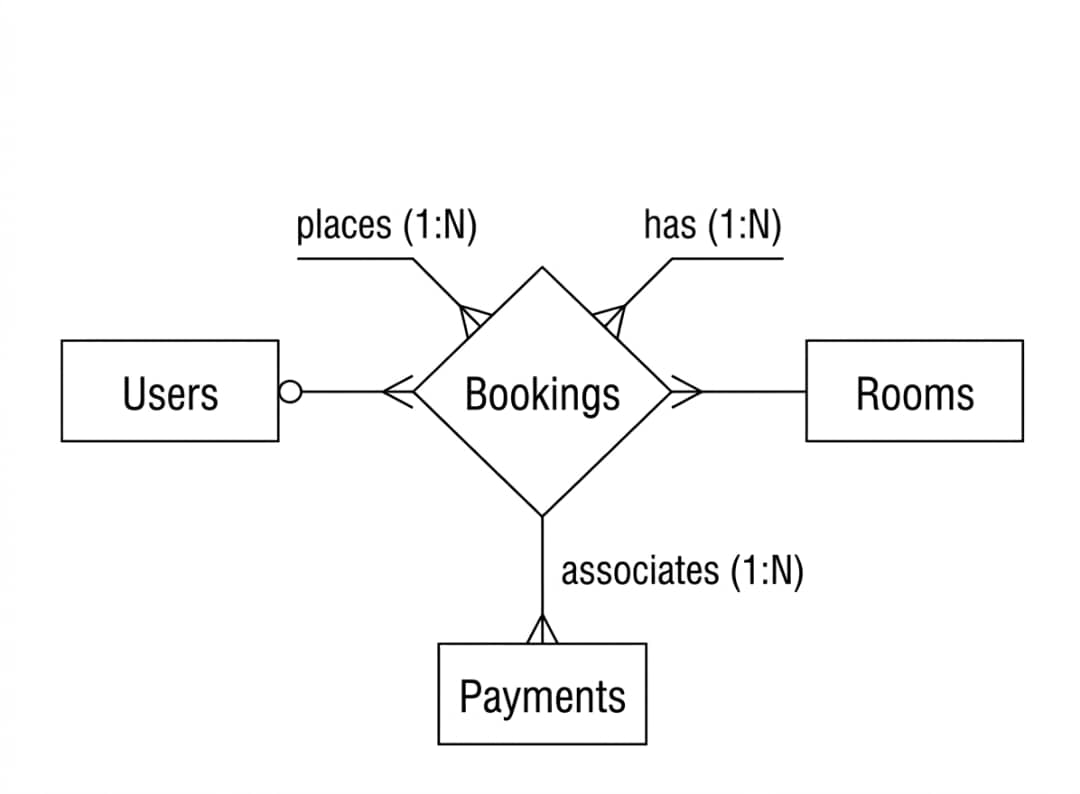 places (1:N)
has (1:N)
Users
Bookings
Rooms
associates (1:N)
Payments